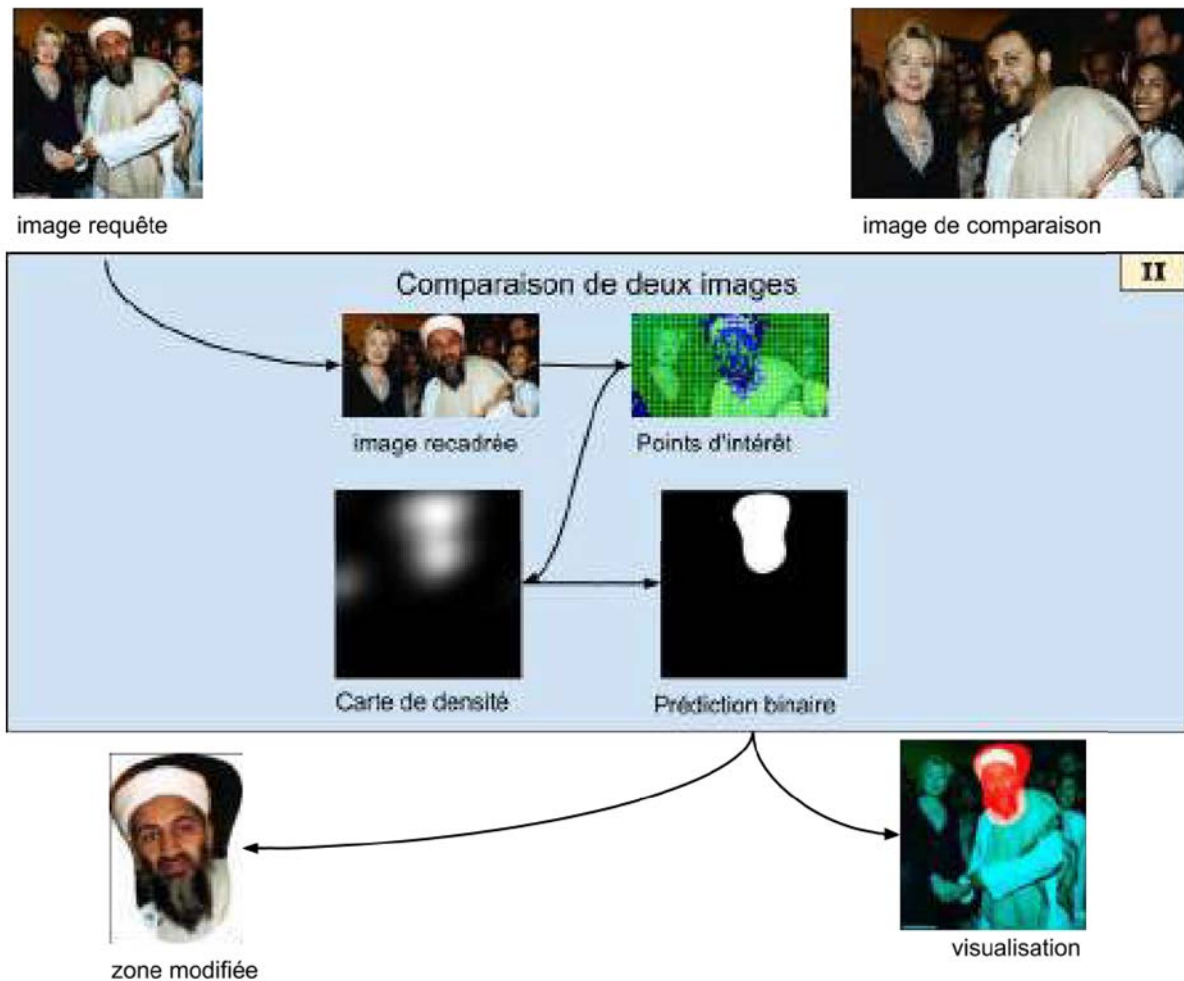 image requête
image de comparaison
II
Comparaison de deux images
image recadrée
Points d'intérêt
Carte de densité
Prédiction binaire
zone modifiée
visualisation